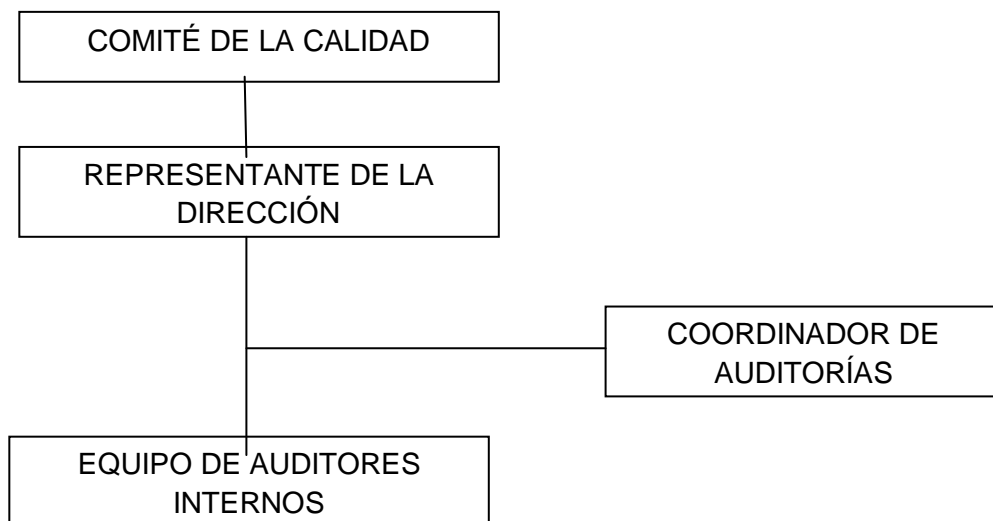 COMITÉ DE LA CALIDAD
REPRESENTANTE DE LA
DIRECCIÓN
COORDINADOR DE
AUDITORÍAS
EQUIPO DE AUDITORES
INTERNOS